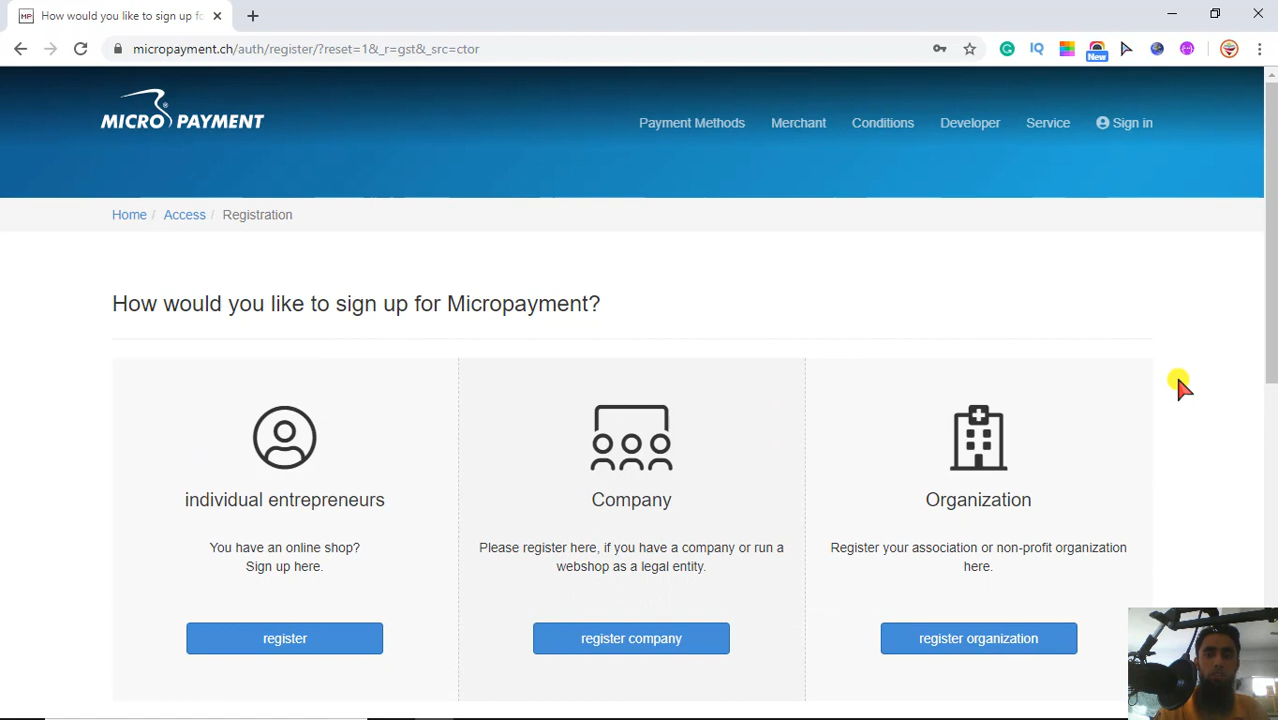 MP How would you like to sign up fo
micropayment.ch/auth/register/?reset=1&_r=gst&_src=ctor
IQ
New
MICRO PAYMENT
Payment Methods Merchant Conditions Developer Service Sign in
Home / Access / Registration
How would you like to sign up for Micropayment?
individual entrepreneurs
You have an online shop?
Sign up here.
register
Company
Please register here, if you have a company or run a
webshop as a legal entity.
register company
Organization
Register your association or non-profit organization
here.
register organization